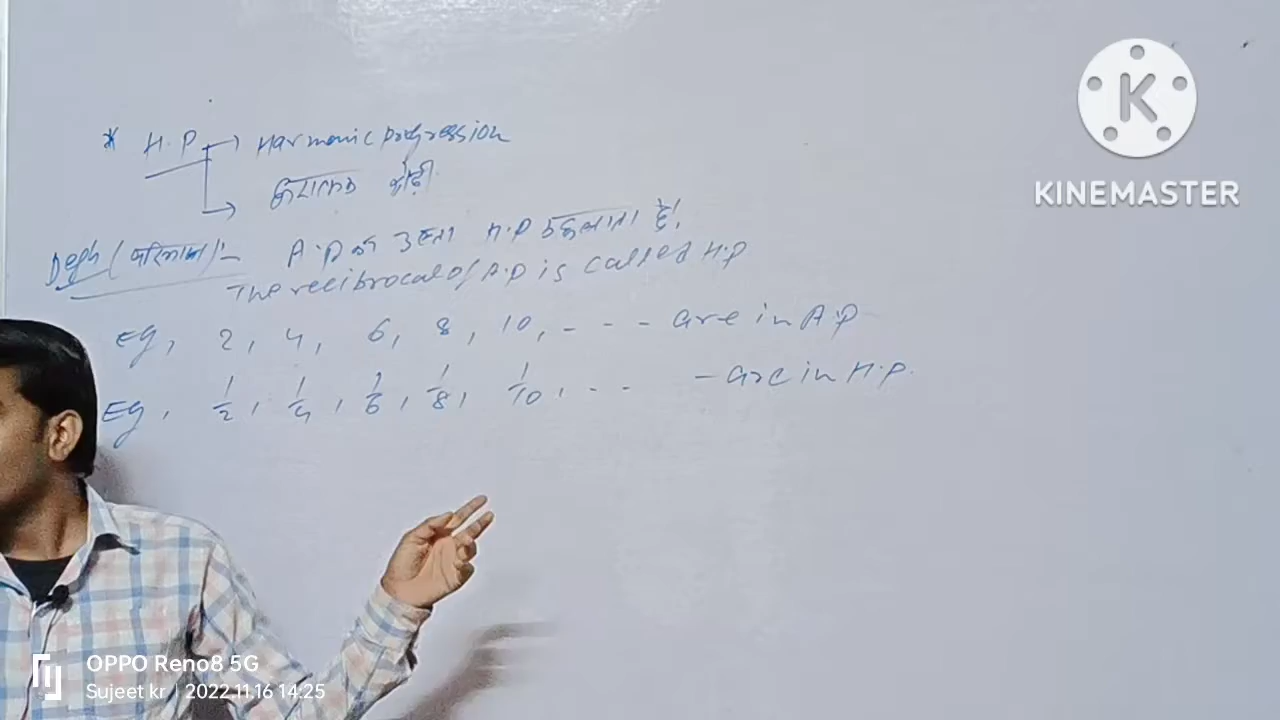 * H.P → Harmonic progression
→ हरात्मक श्रेढ़ी
Defn (परिभाषा):- A.P का उल्टा H.P कहलाता है।
The recibrocal of A.p is called H.p
Eg, 2, 4, 6, 8, 10, - - - are in A.p
Eg, 1/2, 1/4, 1/6, 1/8, 1/10, - - - are in H.p.
K
KINEMASTER
OPPO Reno8 5G
Sujeet kr | 2022.11.16 14:25